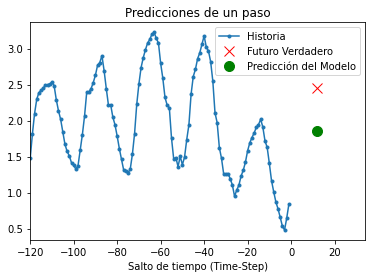 Predicciones de un paso
Historia
Futuro Verdadero
Predicción del Modelo
3.0
2.5
2.0
1.5
1.0
0.5
−120 −100 −80 −60 −40 −20 0 20
Salto de tiempo (Time-Step)